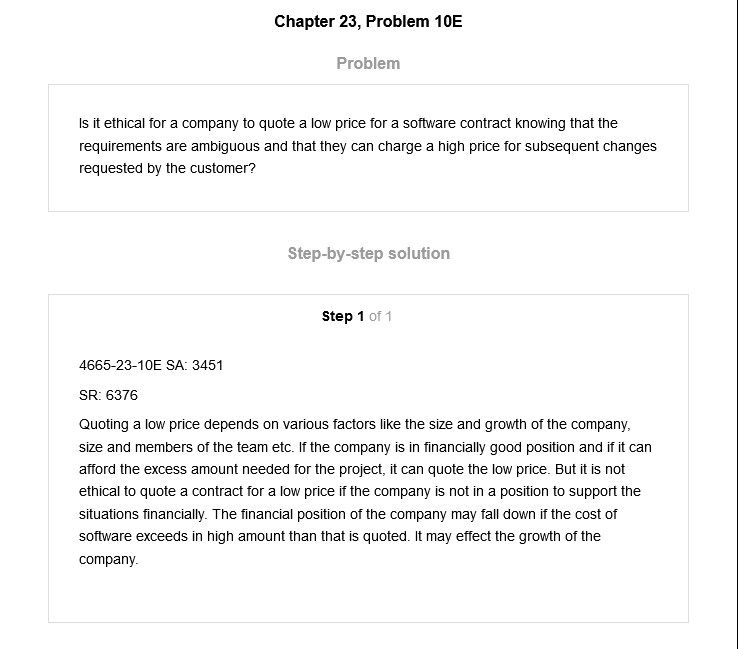 Chapter 23, Problem 10E
Problem
Is it ethical for a company to quote a low price for a software contract knowing that the
requirements are ambiguous and that they can charge a high price for subsequent changes
requested by the customer?
Step-by-step solution
Step 1 of 1
4665-23-10E SA: 3451
SR: 6376
Quoting a low price depends on various factors like the size and growth of the company,
size and members of the team etc. If the company is in financially good position and if it can
afford the excess amount needed for the project, it can quote the low price. But it is not
ethical to quote a contract for a low price if the company is not in a position to support the
situations financially. The financial position of the company may fall down if the cost of
software exceeds in high amount than that is quoted. It may effect the growth of the
company.